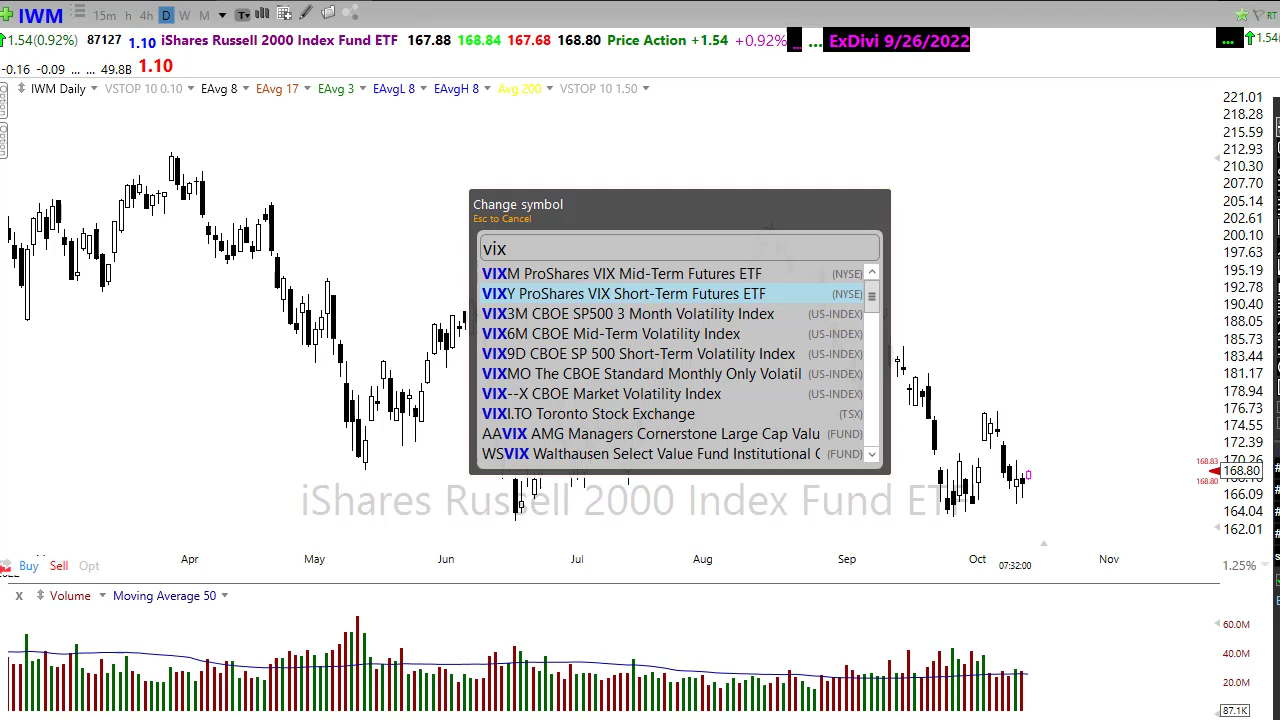 IWM 15m h 4h D W M T RT
1.54(0.92%) 87127 1.10 iShares Russell 2000 Index Fund ETF 167.88 168.84 167.68 168.80 Price Action +1.54 +0.92% ... ... ExDivi 9/26/2022 ... 1.54(
-0.16 -0.09 ... ... 49.8B 1.10
IWM Daily VSTOP 10 0.10 EAvg 8 EAvg 17 EAvg 3 EAvgL 8 EAvgH 8 Avg 200 VSTOP 10 1.50
Option
Option
221.01
218.28
215.59
212.93
210.30
207.70
205.14
202.61
200.10
197.63
195.19
192.78
190.40
188.05
185.73
183.44
181.17
178.94
176.73
174.55
172.39
170.26
168.83
168.80
168.80
166.09
164.04
162.01
Change symbol
Esc to Cancel
vix
VIXM ProShares VIX Mid-Term Futures ETF (NYSE)
VIXY ProShares VIX Short-Term Futures ETF (NYSE)
VIX3M CBOE SP500 3 Month Volatility Index (US-INDEX)
VIX6M CBOE Mid-Term Volatility Index (US-INDEX)
VIX9D CBOE SP 500 Short-Term Volatility Index (US-INDEX)
VIXMO The CBOE Standard Monthly Only Volatil (US-INDEX)
VIX--X CBOE Market Volatility Index (US-INDEX)
VIXI.TO Toronto Stock Exchange (TSX)
AAVIX AMG Managers Cornerstone Large Cap Valu (FUND)
WSVIX Walthausen Select Value Fund Institutional C (FUND)
iShares Russell 2000 Index Fund ETF
Apr May Jun Jul Aug Sep Oct Nov
07:32:00
Buy Sell Opt 1.25%
x Volume Moving Average 50
60.0M
40.0M
20.0M
87.1K